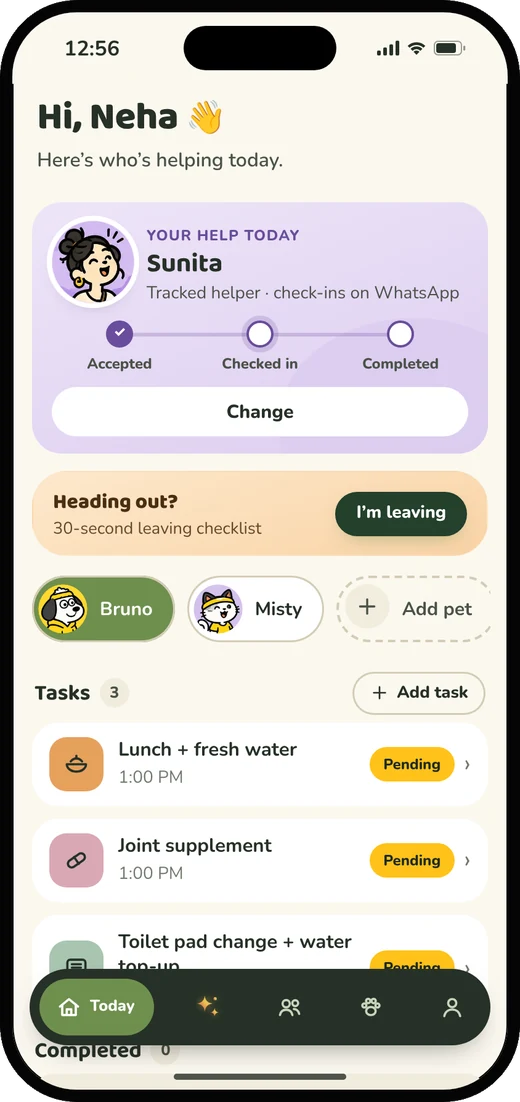 12:56
Hi, Neha 👋
Here’s who’s helping today.
YOUR HELP TODAY
Sunita
Tracked helper · check-ins on WhatsApp
Accepted
Checked in
Completed
Change
Heading out?
30-second leaving checklist
I’m leaving
Bruno
Misty
+ Add pet
Tasks 3
+ Add task
Lunch + fresh water
1:00 PM
Pending ›
Joint supplement
1:00 PM
Pending ›
Toilet pad change + water
top-up
Pending ›
Today
Completed 0